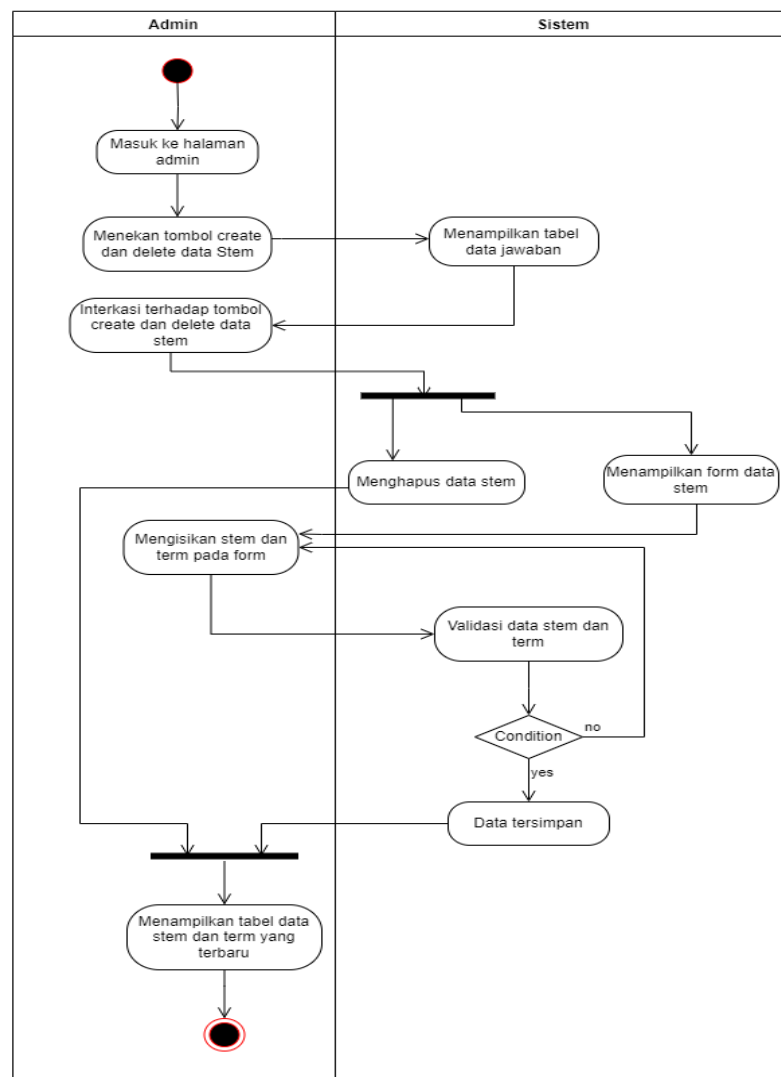 Admin
Sistem
Masuk ke halaman
admin
Menekan tombol create
dan delete data Stem
Menampilkan tabel
data jawaban
Interkasi terhadap tombol
create dan delete data
stem
Menghapus data stem
Menampilkan form data
stem
Mengisikan stem dan
term pada form
Validasi data stem dan
term
Condition
no
yes
Data tersimpan
Menampilkan tabel data
stem dan term yang
terbaru